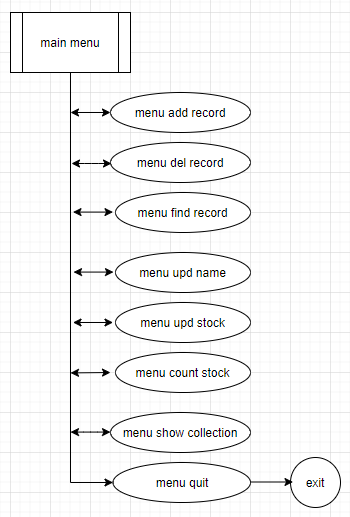 main menu
menu add record
menu del record
menu find record
menu upd name
menu upd stock
menu count stock
menu show collection
menu quit
exit